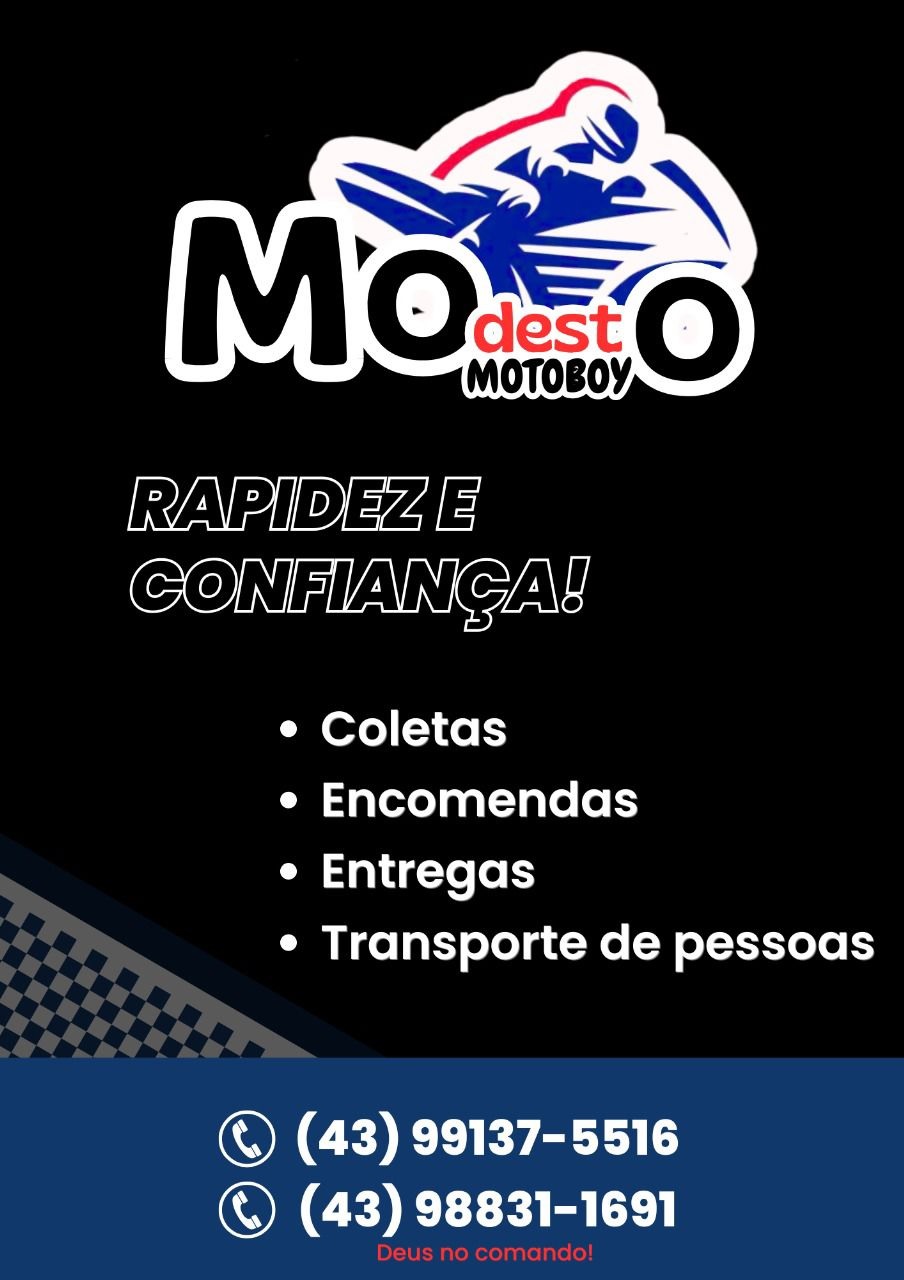 MOdestO
MOTOBOY
RAPIDEZ E
CONFIANÇA!
• Coletas
• Encomendas
• Entregas
• Transporte de pessoas
(43) 99137-5516
(43) 98831-1691
Deus no comando!